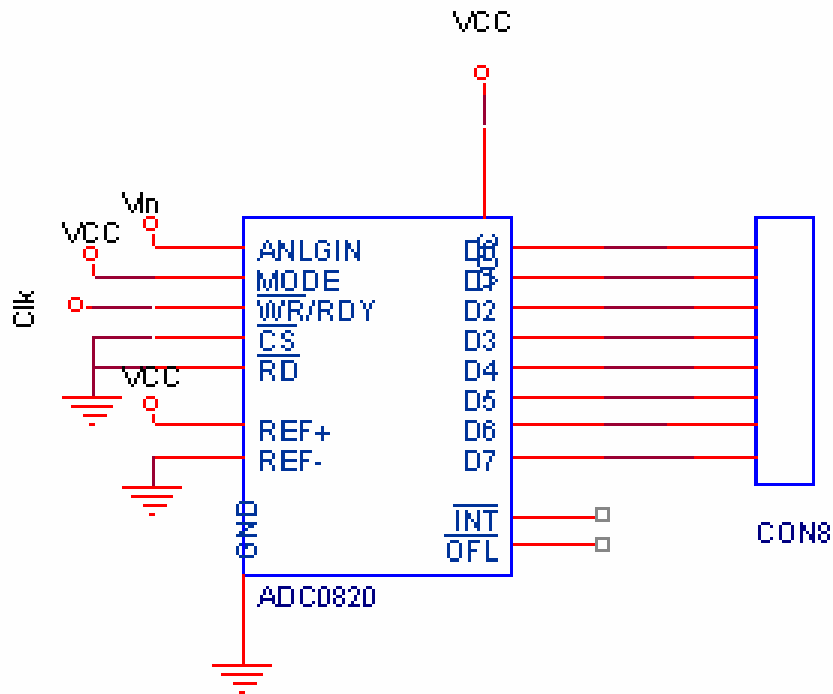 VCC
Vin
VCC
Clk
ANLGIN
MODE
WR/RDY
CS
RD
VCC
REF+
REF-
GND
D2
D3
D4
D5
D6
D7
INT
OFL
ADC0820
CON8